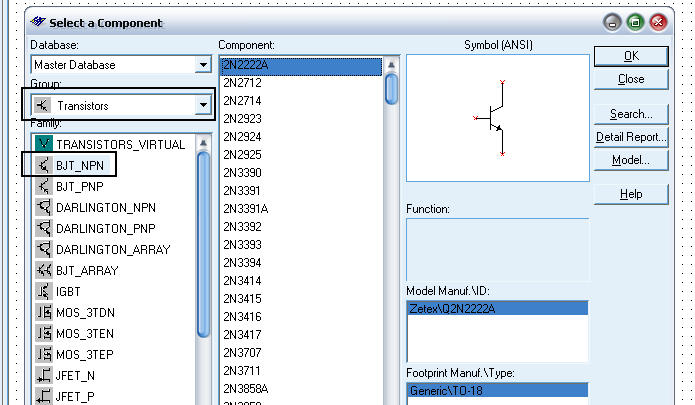 Select a Component
Database:
Master Database
Group:
Transistors
Family:
TRANSISTORS_VIRTUAL
BJT_NPN
BJT_PNP
DARLINGTON_NPN
DARLINGTON_PNP
DARLINGTON_ARRAY
BJT_ARRAY
IGBT
MOS_3TDN
MOS_3TEN
MOS_3TEP
JFET_N
JFET_P
Component:
2N2222A
2N2712
2N2714
2N2923
2N2924
2N2925
2N3390
2N3391
2N3391A
2N3392
2N3393
2N3394
2N3414
2N3415
2N3416
2N3417
2N3707
2N3711
2N3858A
Symbol (ANSI)
Function:
Model Manuf.\ID:
Zetex\Q2N2222A
Footprint Manuf.\Type:
Generic\TO-18
OK
Close
Search...
Detail Report...
Model...
Help